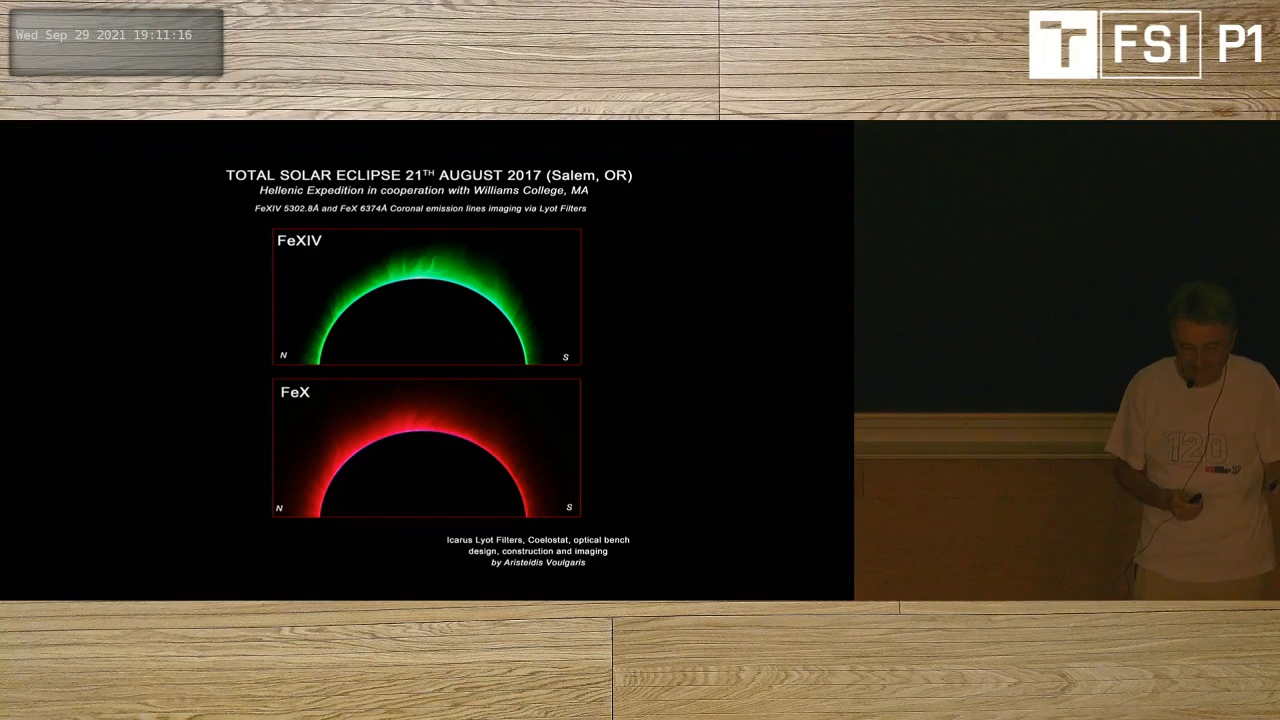 Wed Sep 29 2021 19:11:16
T FSI P1
TOTAL SOLAR ECLIPSE 21TH AUGUST 2017 (Salem, OR)
Hellenic Expedition in cooperation with Williams College, MA
FeXIV 5302.8Å and FeX 6374Å Coronal emission lines imaging via Lyot Filters
FeXIV
N S
FeX
N S
Icarus Lyot Filters, Coelostat, optical bench
design, construction and imaging
by Aristeidis Voulgaris
120